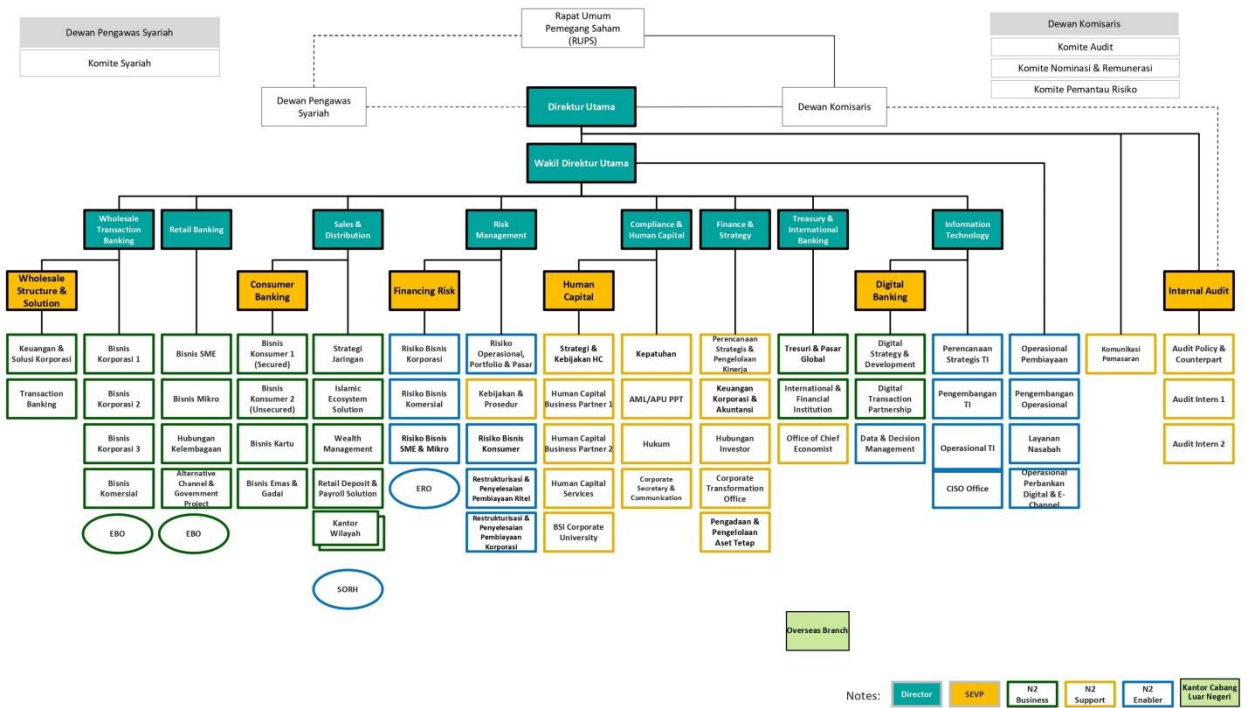 Dewan Pengawas Syariah
Komite Syariah
Rapat Umum
Pemegang Saham
(RUPS)
Dewan Komisaris
Komite Audit
Komite Nominasi & Remunerasi
Komite Pemantau Risiko
Dewan Pengawas
Syariah
Direktur Utama
Dewan Komisaris
Wakil Direktur Utama
Wholesale
Transaction
Banking
Retail Banking
Sales &
Distribution
Risk
Management
Compliance &
Human Capital
Finance &
Strategy
Treasury &
International
Banking
Information
Technology
Wholesale
Structure &
Solution
Consumer
Banking
Financing Risk
Human
Capital
Digital
Banking
Internal Audit
Keuangan &
Solusi Korporasi
Transaction
Banking
Bisnis
Korporasi 1
Bisnis
Korporasi 2
Bisnis
Korporasi 3
Bisnis
Komersial
EBO
Bisnis SME
Bisnis Mikro
Hubungan
Kelembagaan
Alternative
Channel &
Government
Project
EBO
Bisnis
Konsumer 1
(Secured)
Bisnis
Konsumer 2
(Unsecured)
Bisnis Kartu
Bisnis Emas &
Gadai
Strategi
Jaringan
Islamic
Ecosystem
Solution
Wealth
Management
Retail Deposit &
Payroll Solution
Kantor
Wilayah
SORH
Risiko Bisnis
Korporasi
Risiko Bisnis
Komersial
Risiko Bisnis
SME & Mikro
ERO
Risiko
Operasional,
Portfolio & Pasar
Kebijakan &
Prosedur
Risiko Bisnis
Konsumer
Restrukturisasi &
Penyelesaian
Pembiayaan Ritel
Restrukturisasi &
Penyelesaian
Pembiayaan
Korporasi
Strategi &
Kebijakan HC
Human Capital
Business Partner 1
Human Capital
Business Partner 2
Human Capital
Services
BSI Corporate
University
Kepatuhan
AML/APU PPT
Hukum
Corporate
Secretary &
Communication
Perencanaan
Strategis &
Pengelolaan
Kinerja
Keuangan
Korporasi &
Akuntansi
Hubungan
Investor
Corporate
Transformation
Office
Pengadaan &
Pengelolaan
Aset Tetap
Tresuri & Pasar
Global
International &
Financial
Institution
Office of Chief
Economist
Digital
Strategy &
Development
Digital
Transaction
Partnership
Data & Decision
Management
Perencanaan
Strategis TI
Pengembangan
TI
Operasional TI
CISO Office
Operasional
Pembiayaan
Pengembangan
Operasional
Layanan
Nasabah
Operasional
Perbankan
Digital & E-
Channel
Komunikasi
Pemasaran
Audit Policy &
Counterpart
Audit Intern 1
Audit Intern 2
Overseas Branch
Notes:
Director
SEVP
N2
Business
N2
Support
N2
Enabler
Kantor Cabang
Luar Negeri